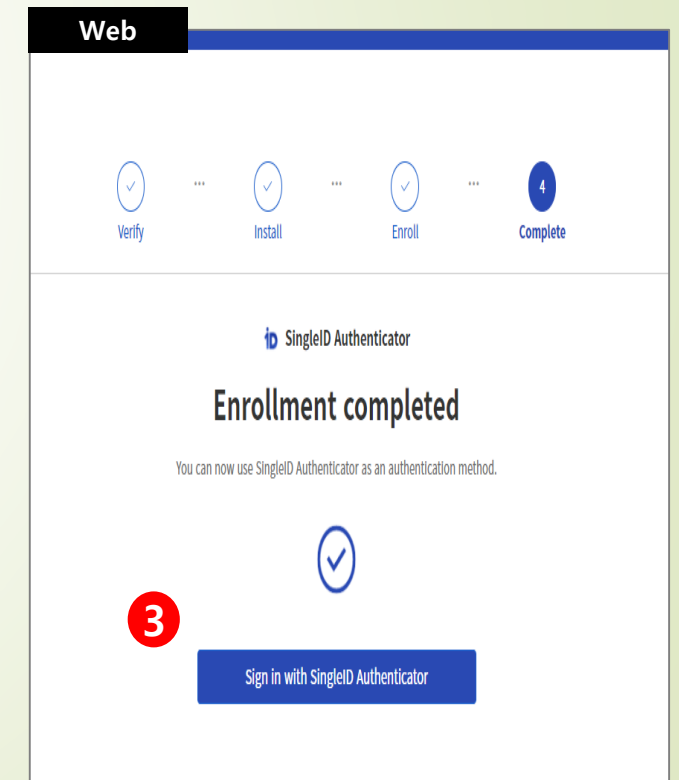 Web
... ... ... 4
Verify Install Enroll Complete
iD SingleID Authenticator
Enrollment completed
You can now use SingleID Authenticator as an authentication method.
3
Sign in with SingleID Authenticator